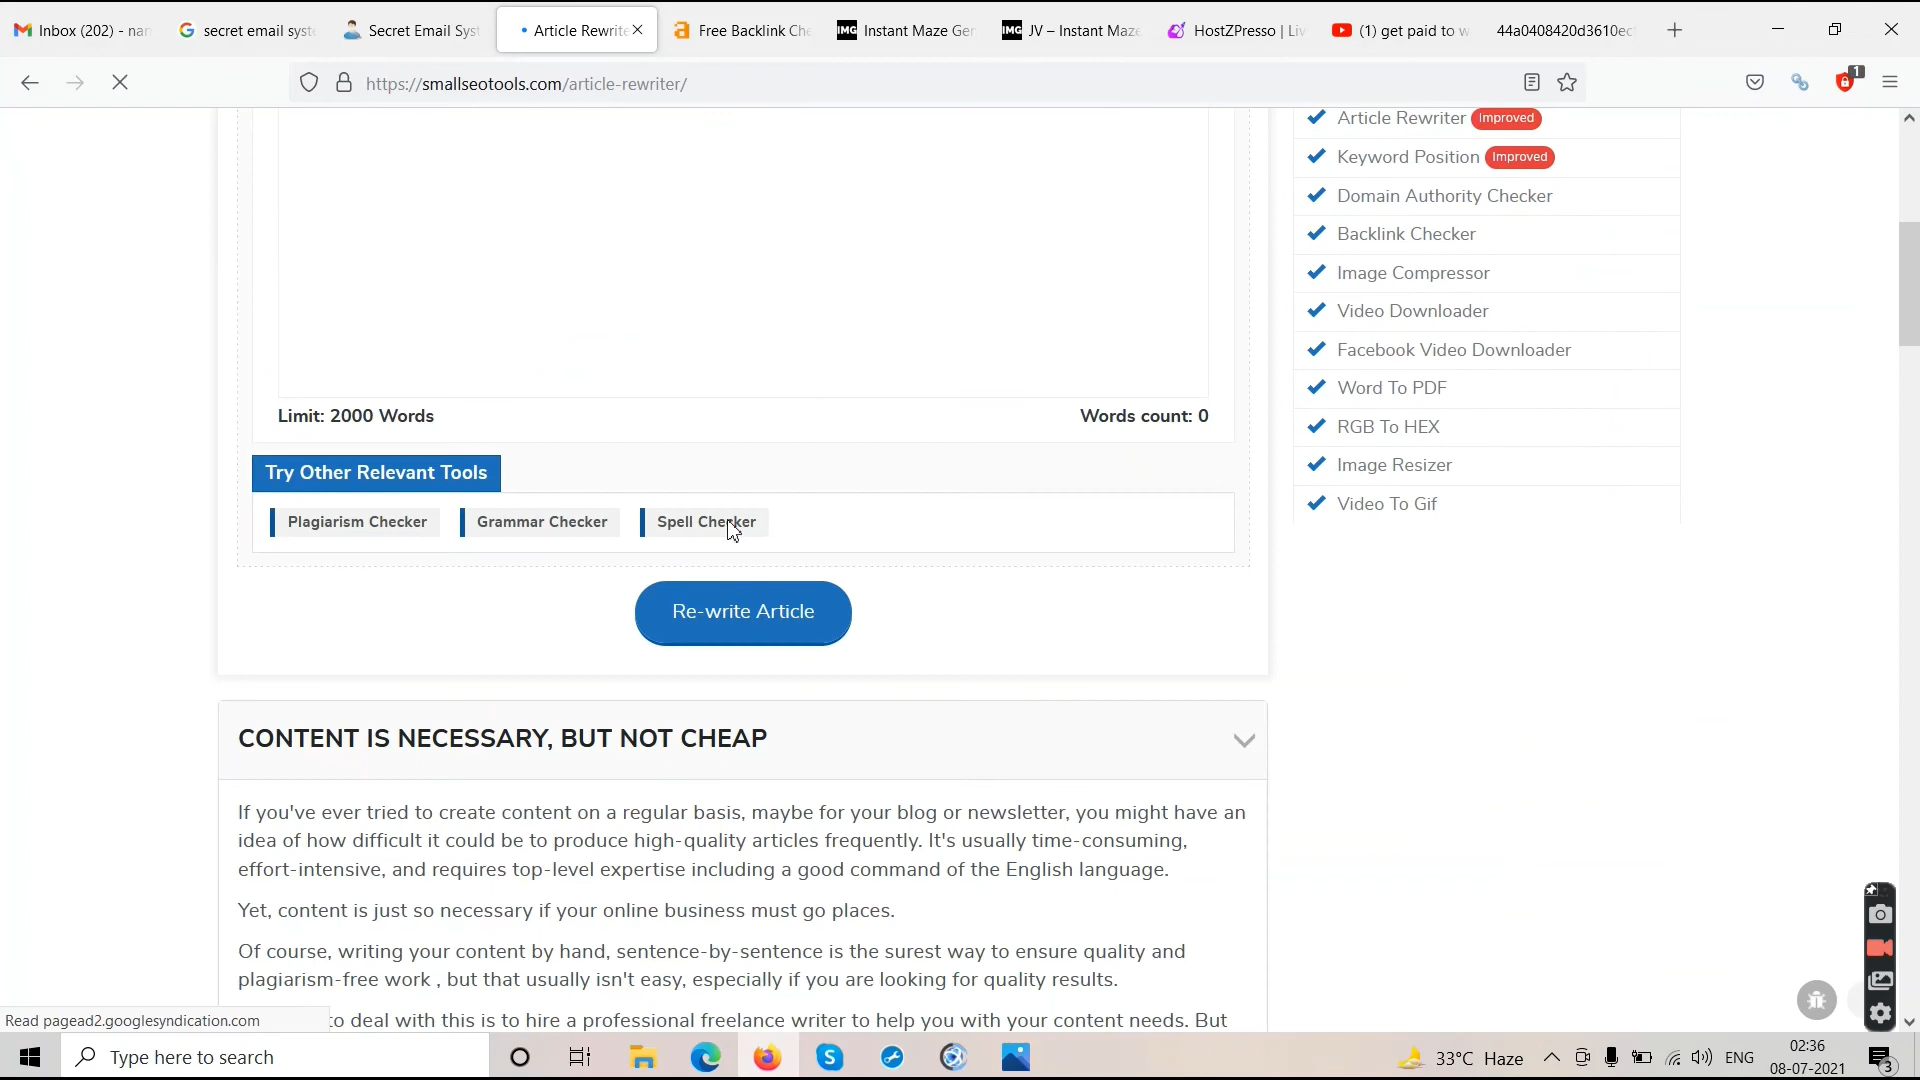 Inbox (202) - nan
secret email syste
Secret Email Syst
Article Rewrite
Free Backlink Che
IMG Instant Maze Gen
IMG JV – Instant Maze
HostZPresso | Liv
(1) get paid to w
44a0408420d3610ec
https://smallseotools.com/article-rewriter/
1
Article Rewriter Improved
Keyword Position Improved
Domain Authority Checker
Backlink Checker
Image Compressor
Video Downloader
Facebook Video Downloader
Word To PDF
RGB To HEX
Image Resizer
Video To Gif
Limit: 2000 Words
Words count: 0
Try Other Relevant Tools
Plagiarism Checker
Grammar Checker
Spell Checker
Re-write Article
CONTENT IS NECESSARY, BUT NOT CHEAP
If you've ever tried to create content on a regular basis, maybe for your blog or newsletter, you might have an
idea of how difficult it could be to produce high-quality articles frequently. It's usually time-consuming,
effort-intensive, and requires top-level expertise including a good command of the English language.
Yet, content is just so necessary if your online business must go places.
Of course, writing your content by hand, sentence-by-sentence is the surest way to ensure quality and
plagiarism-free work , but that usually isn't easy, especially if you are looking for quality results.
to deal with this is to hire a professional freelance writer to help you with your content needs. But
Read pagead2.googlesyndication.com
Type here to search
33°C Haze
ENG
02:36
08-07-2021
3